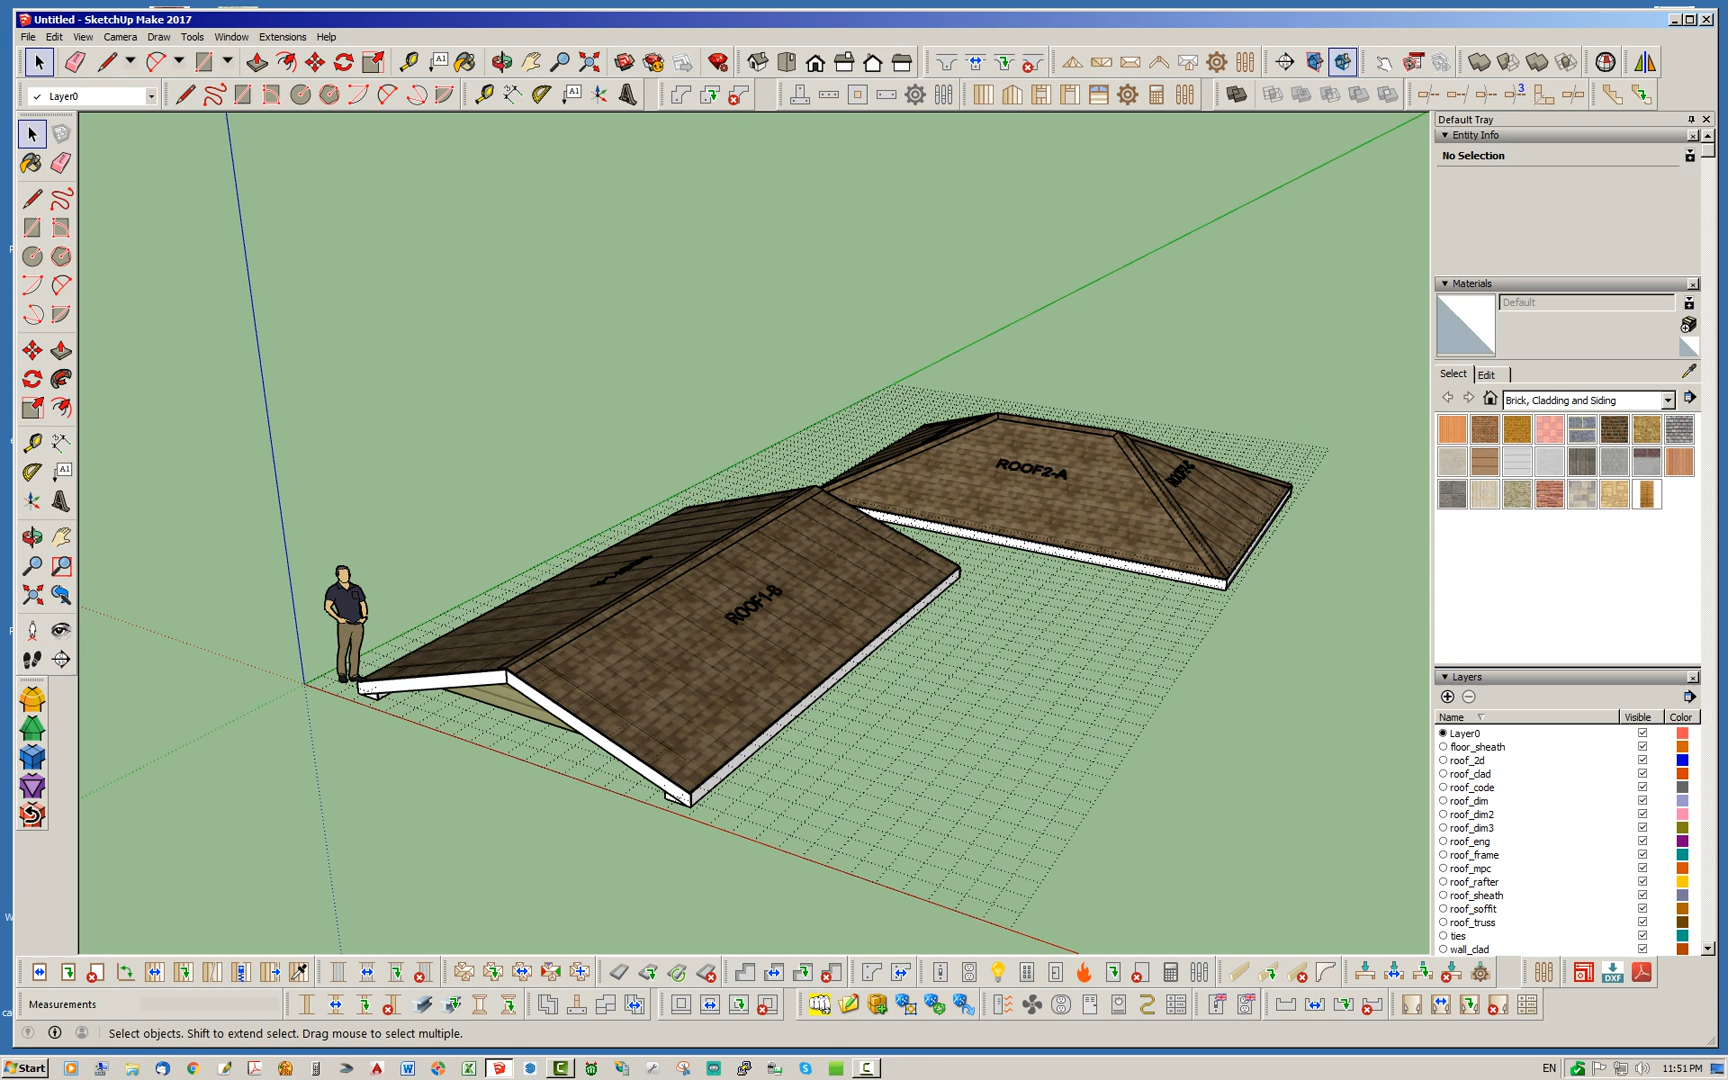 Untitled - SketchUp Make 2017
File Edit View Camera Draw Tools Window Extensions Help
Layer0
Default Tray
Entity Info
No Selection
Materials
Default
Select Edit
Brick, Cladding and Siding
ROOF2-A
ROOF1-B
Layers
Name Visible Color
Layer0
floor_sheath
roof_2d
roof_clad
roof_code
roof_dim
roof_dim2
roof_dim3
roof_eng
roof_frame
roof_mpc
roof_rafter
roof_sheath
roof_soffit
roof_truss
ties
wall_clad
Measurements
Select objects. Shift to extend select. Drag mouse to select multiple.
Start
EN
11:51 PM